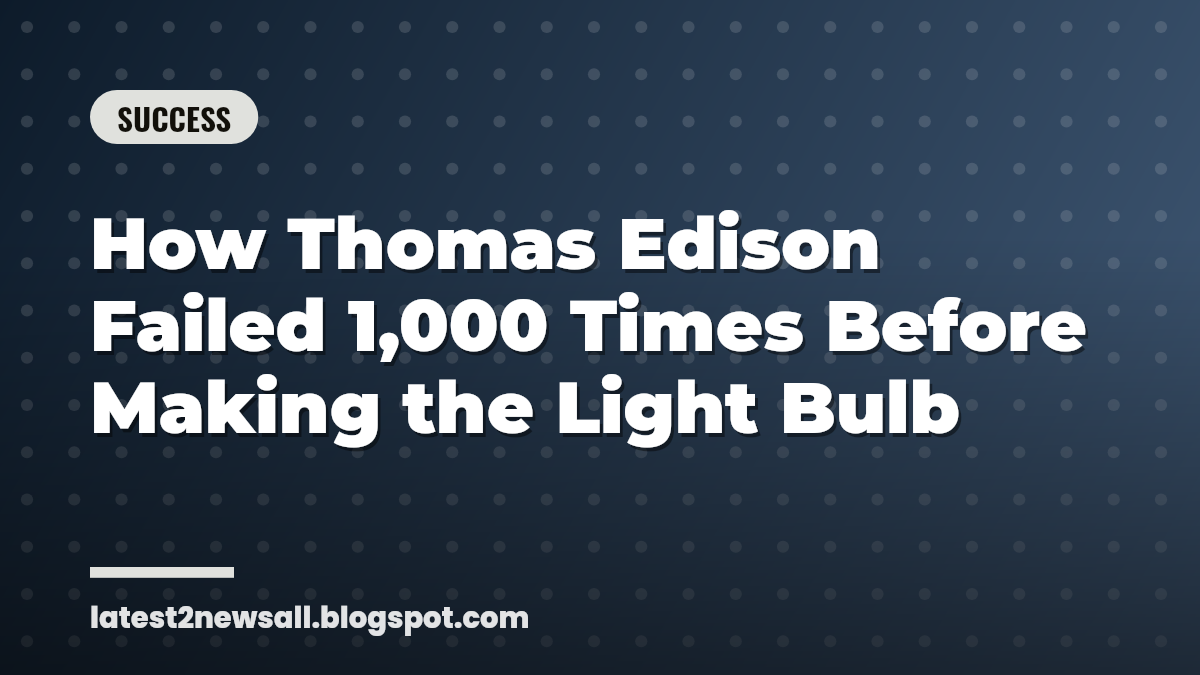 SUCCESS
How Thomas Edison
Failed 1,000 Times Before
Making the Light Bulb
latest2newsall.blogspot.com